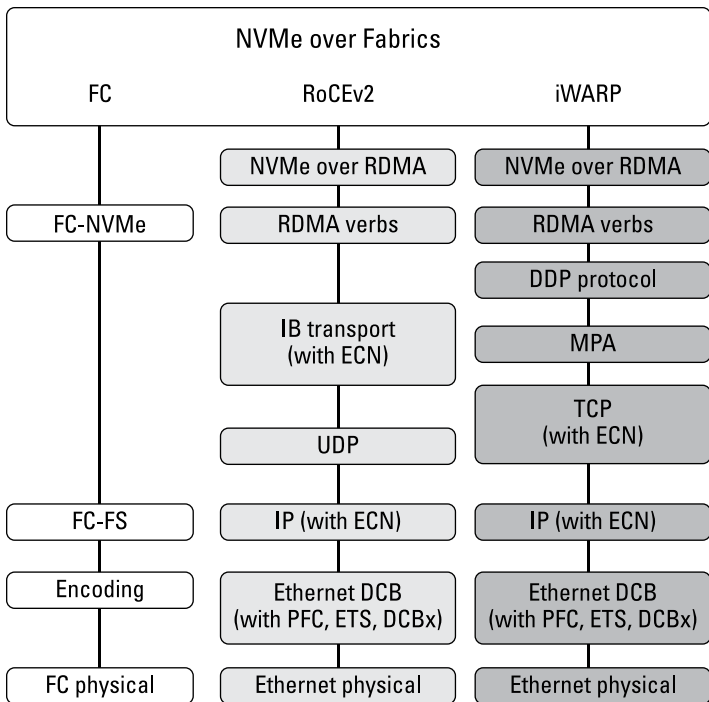 NVMe over Fabrics
FC
RoCEv2
iWARP
NVMe over RDMA
NVMe over RDMA
FC-NVMe
RDMA verbs
RDMA verbs
DDP protocol
IB transport
(with ECN)
MPA
TCP
(with ECN)
UDP
FC-FS
IP (with ECN)
IP (with ECN)
Encoding
Ethernet DCB
(with PFC, ETS, DCBx)
Ethernet DCB
(with PFC, ETS, DCBx)
FC physical
Ethernet physical
Ethernet physical